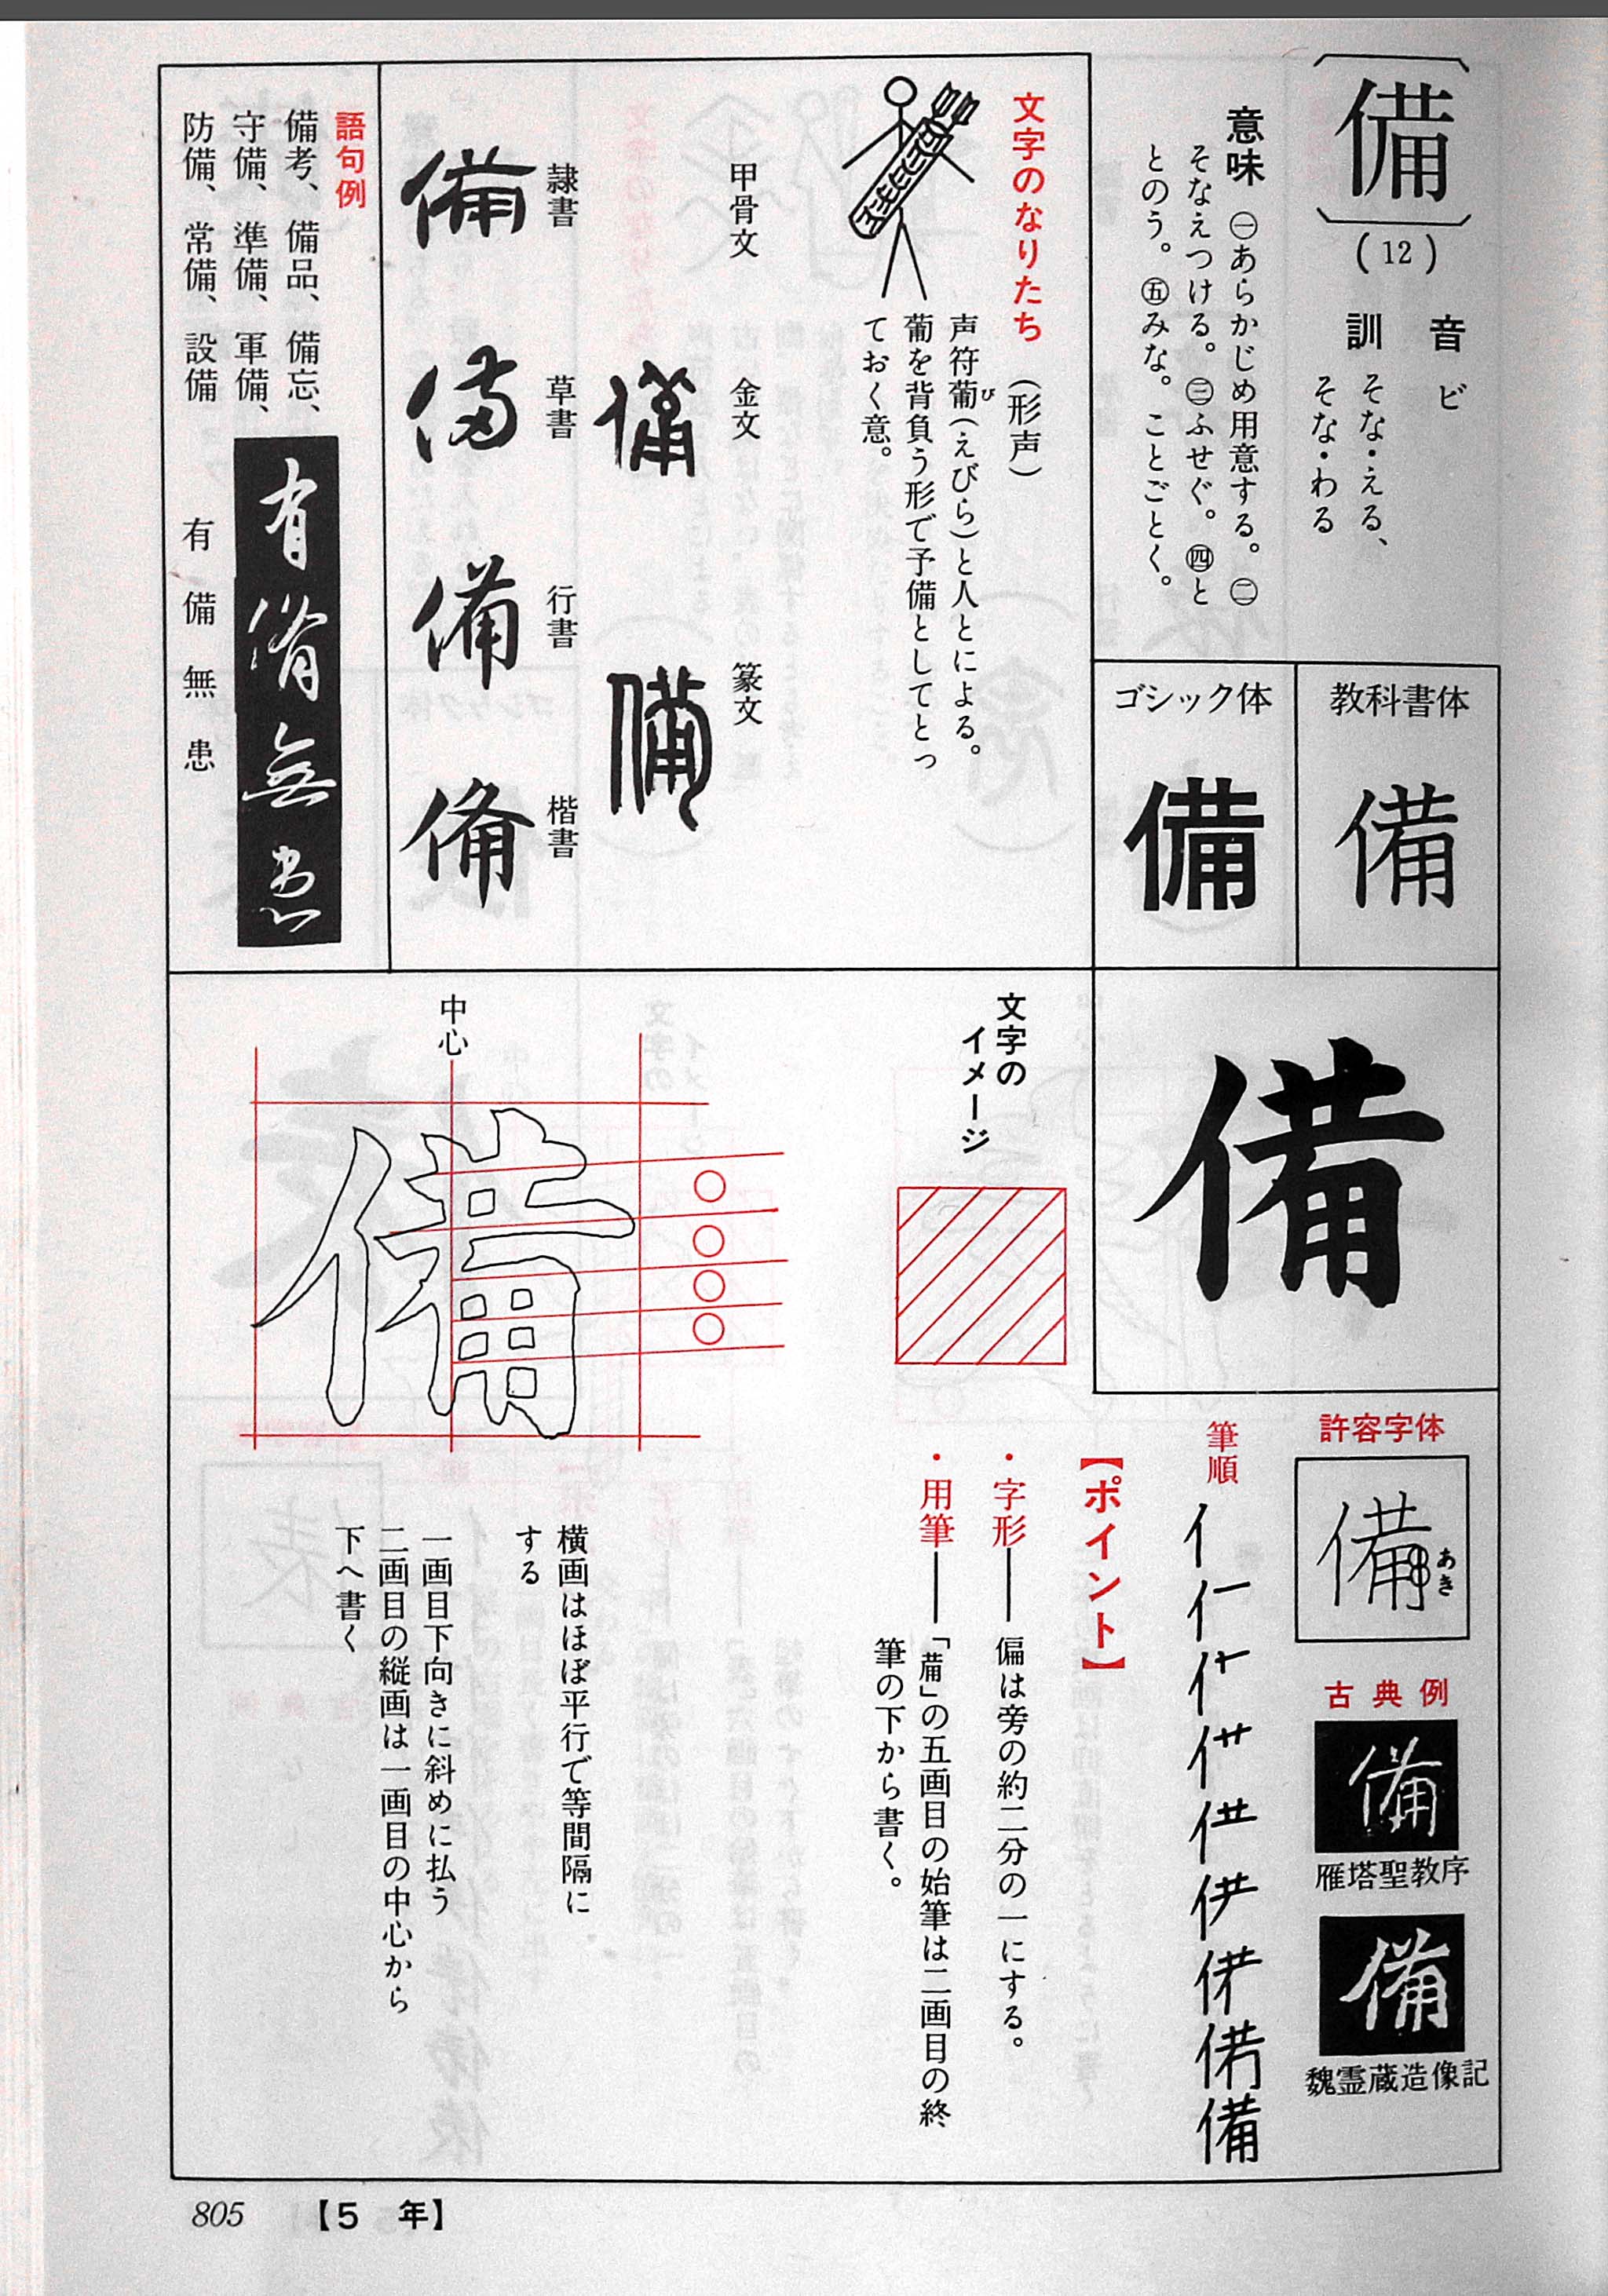 備
(12)
音　ビ
訓　そな・える、
そな・わる
意味　㊀あらかじめ用意する。㊁
そなえつける。㊂ふせぐ。㊃と
とのう。㊄みな。ことごとく。
教科書体
備
ゴシック体
備
文字のなりたち　(形声)
声符葡(えびら)と人とによる。
び
葡を背負う形で予備としてとっ
ておく意。
甲骨文
金文
備
篆文
備
隷書
備
草書
備
行書
備
楷書
備
語句例
備考、備品、備忘、
守備、準備、軍備、
防備、常備、設備
有備無患
有備無患
備
文字の
イメージ
中心
備
許容字体
備
あき
古典例
備
雁塔聖教序
備
魏霊蔵造像記
筆順
備
【ポイント】
・字形──偏は旁の約二分の一にする。
・用筆──「𤰇」の五画目の始筆は二画目の終
筆の下から書く。
横画はほぼ平行で等間隔に
する
一画目下向きに斜めに払う
二画目の縦画は一画目の中心から
下へ書く
805　【5　年】